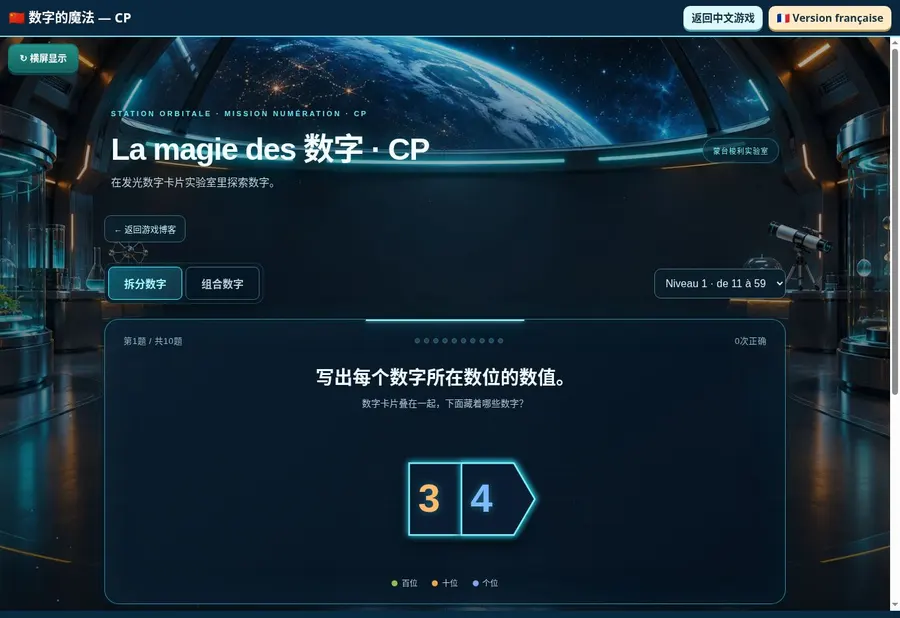 🇨🇳 数字的魔法 — CP
返回中文游戏
🇫🇷 Version française
↻ 横屏显示
STATION ORBITALE · MISSION NUMÉRATION · CP
La magie des 数字 · CP
蒙台梭利实验室
在发光数字卡片实验室里探索数字。
← 返回游戏博客
拆分数字
组合数字
Niveau 1 · de 11 à 59
第1题 / 共10题
0次正确
写出每个数字所在数位的数值。
数字卡片叠在一起，下面藏着哪些数字？
3 4
百位 十位 个位